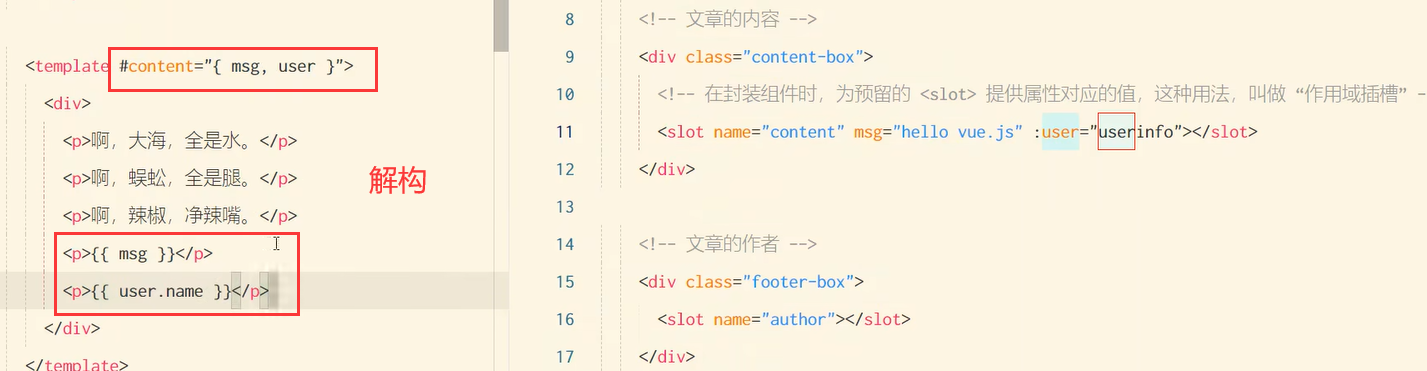 <template #content="{ msg, user }">
<div>
<p>啊，大海，全是水。</p>
<p>啊，蜈蚣，全是腿。</p>
<p>啊，辣椒，净辣嘴。</p>
<p>{{ msg }}</p>
<p>{{ user.name }}</p>
</div>
</template>
解构
8 <!-- 文章的内容 -->
9 <div class="content-box">
10 <!-- 在封装组件时，为预留的 <slot> 提供属性对应的值，这种用法，叫做 “作用域插槽” -
11 <slot name="content" msg="hello vue.js" :user="userinfo"></slot>
12 </div>
13
14 <!-- 文章的作者 -->
15 <div class="footer-box">
16 <slot name="author"></slot>
17 </div>